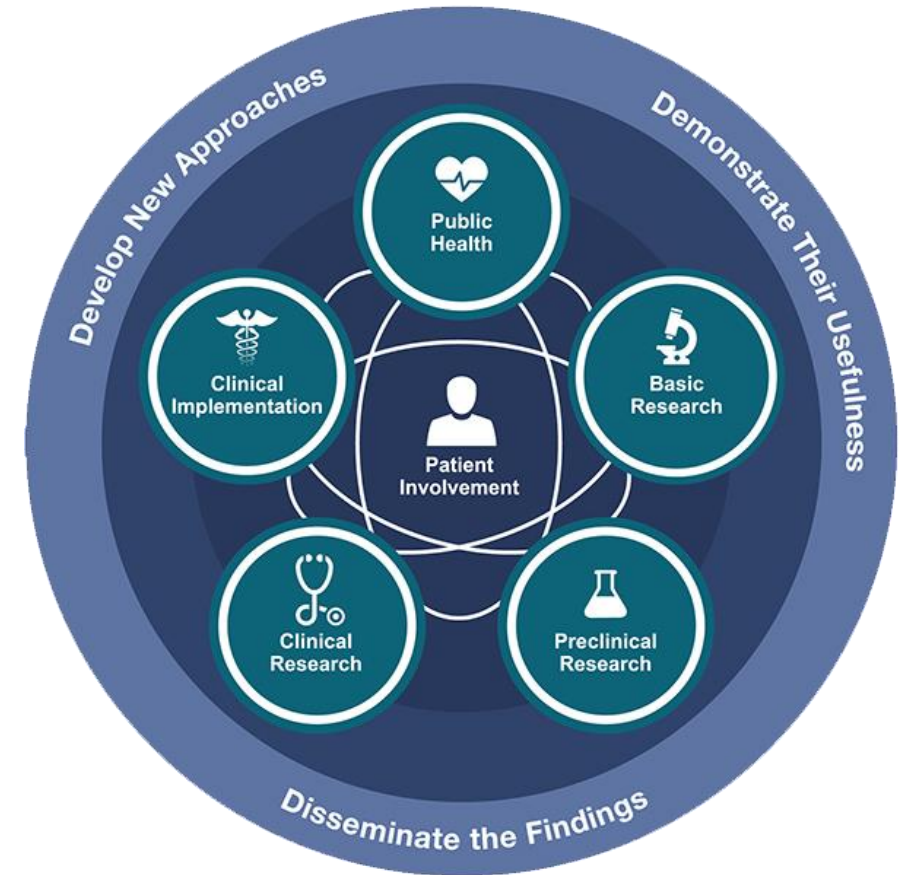 Develop New Approaches
Demonstrate Their Usefulness
Public
Health
Clinical
Implementation
Basic
Research
Patient
Involvement
Clinical
Research
Preclinical
Research
Disseminate the Findings